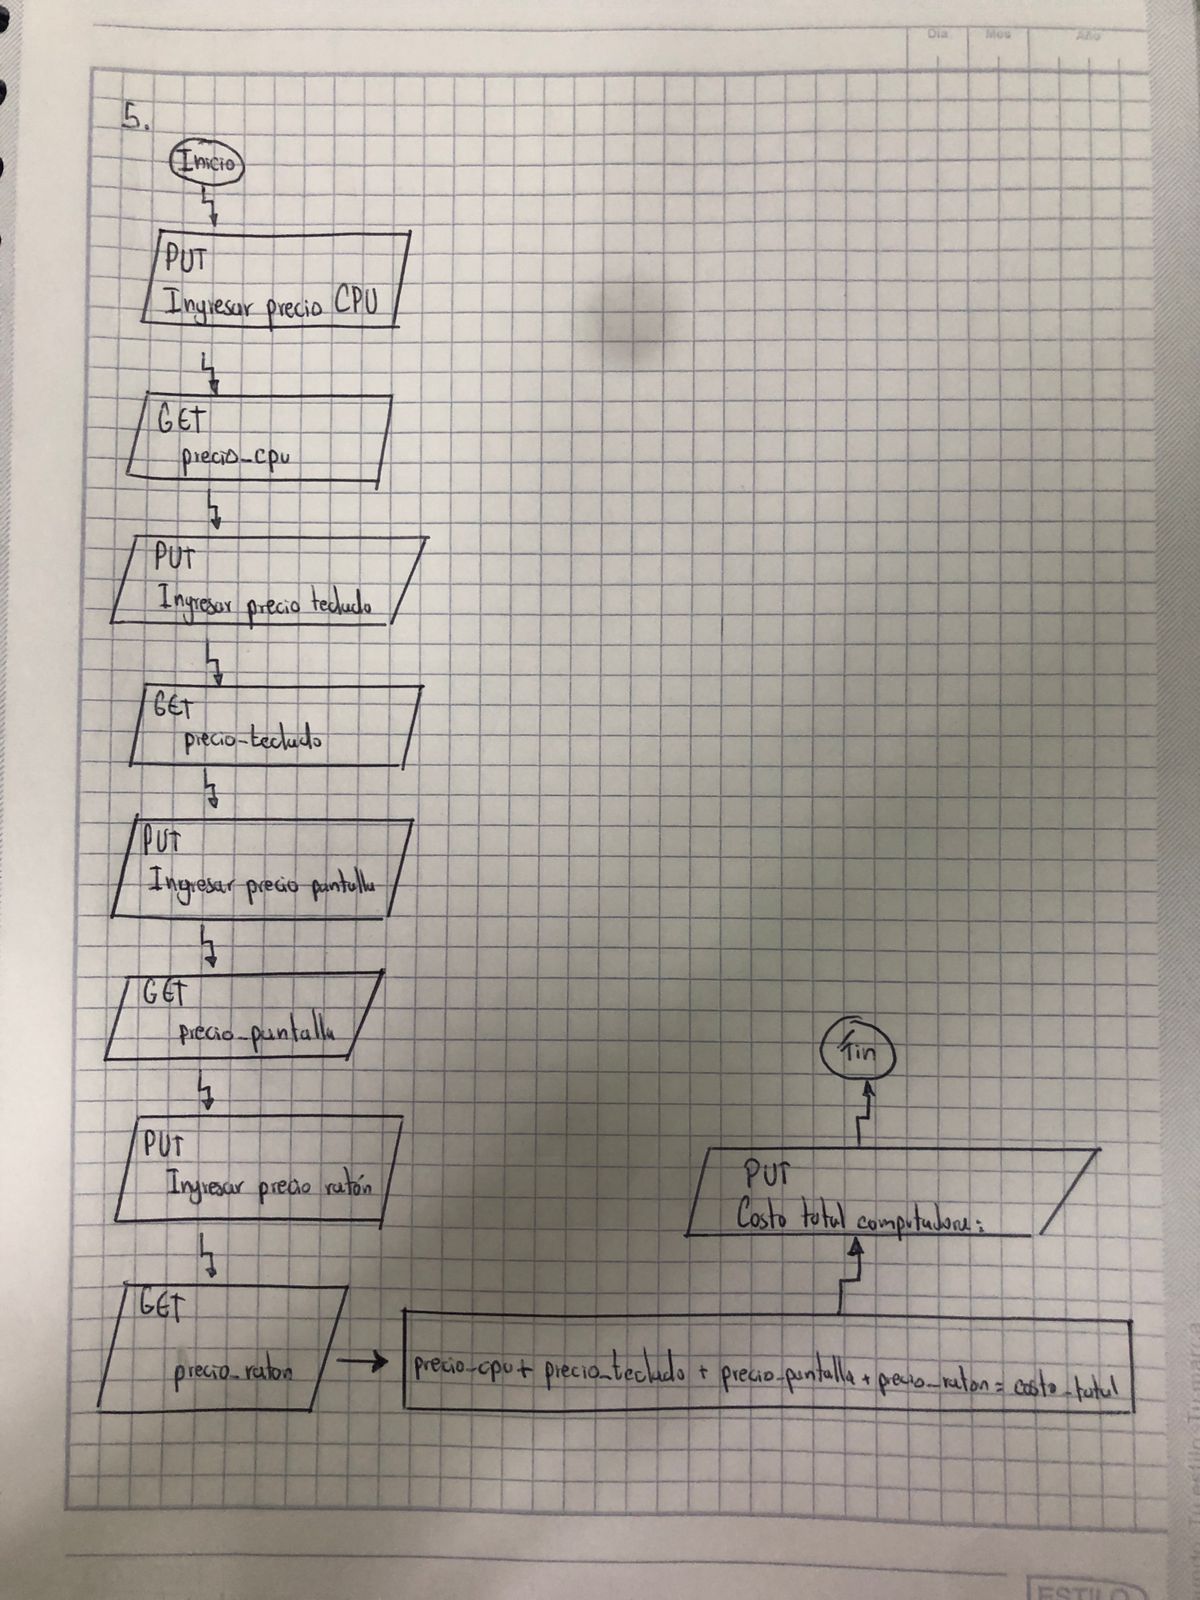 Día Mes Año
5.
Inicio
PUT
Ingresar precio CPU
GET
precio_cpu
PUT
Ingresar precio teclado
GET
precio_teclado
PUT
Ingresar precio pantalla
GET
precio_pantalla
PUT
Ingresar precio ratón
GET
precio_raton
precio_cpu + precio_teclado + precio_pantalla + precio_raton = costo_total
PUT
Costo total computadora:
Fin
ESTILO